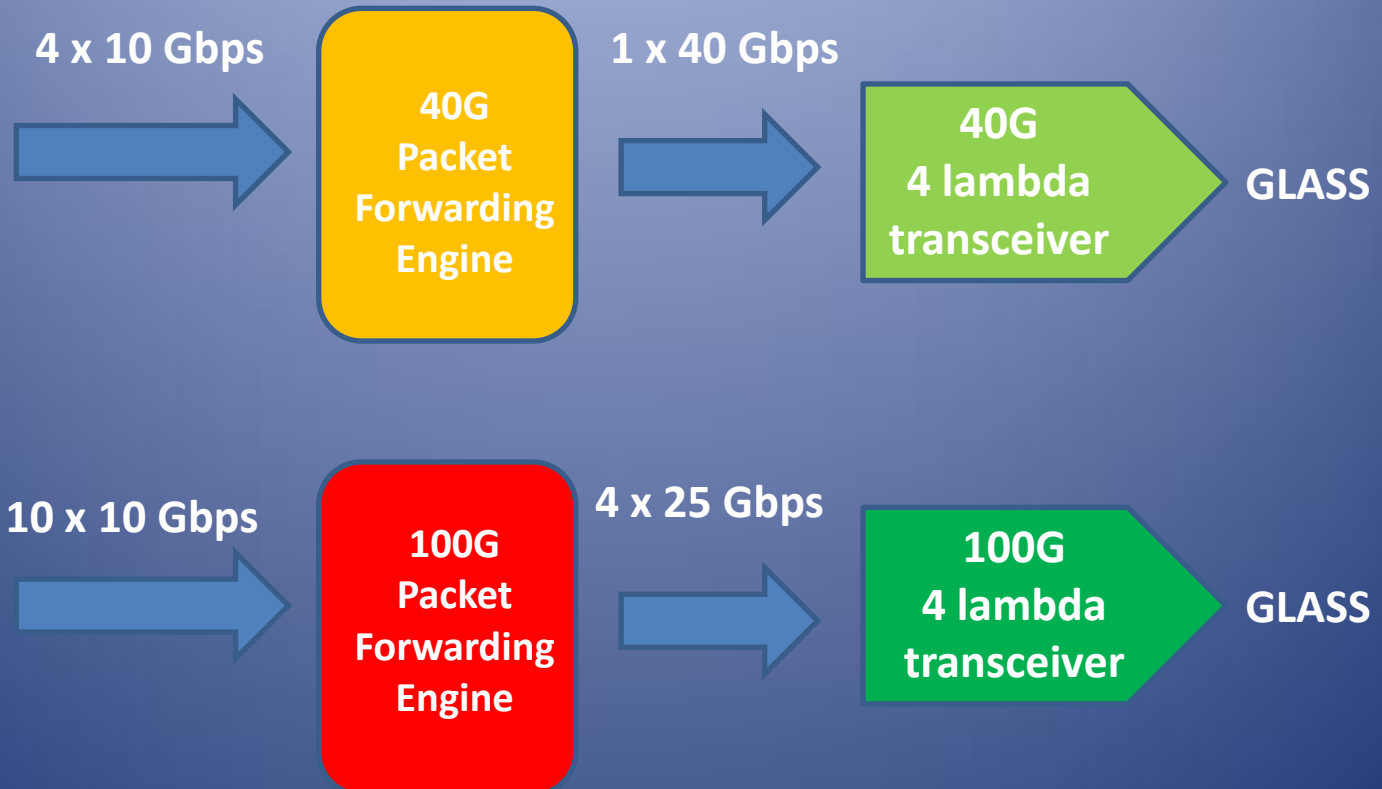 4 x 10 Gbps
40G
Packet
Forwarding
Engine
1 x 40 Gbps
40G
4 lambda
transceiver
GLASS
10 x 10 Gbps
100G
Packet
Forwarding
Engine
4 x 25 Gbps
100G
4 lambda
transceiver
GLASS